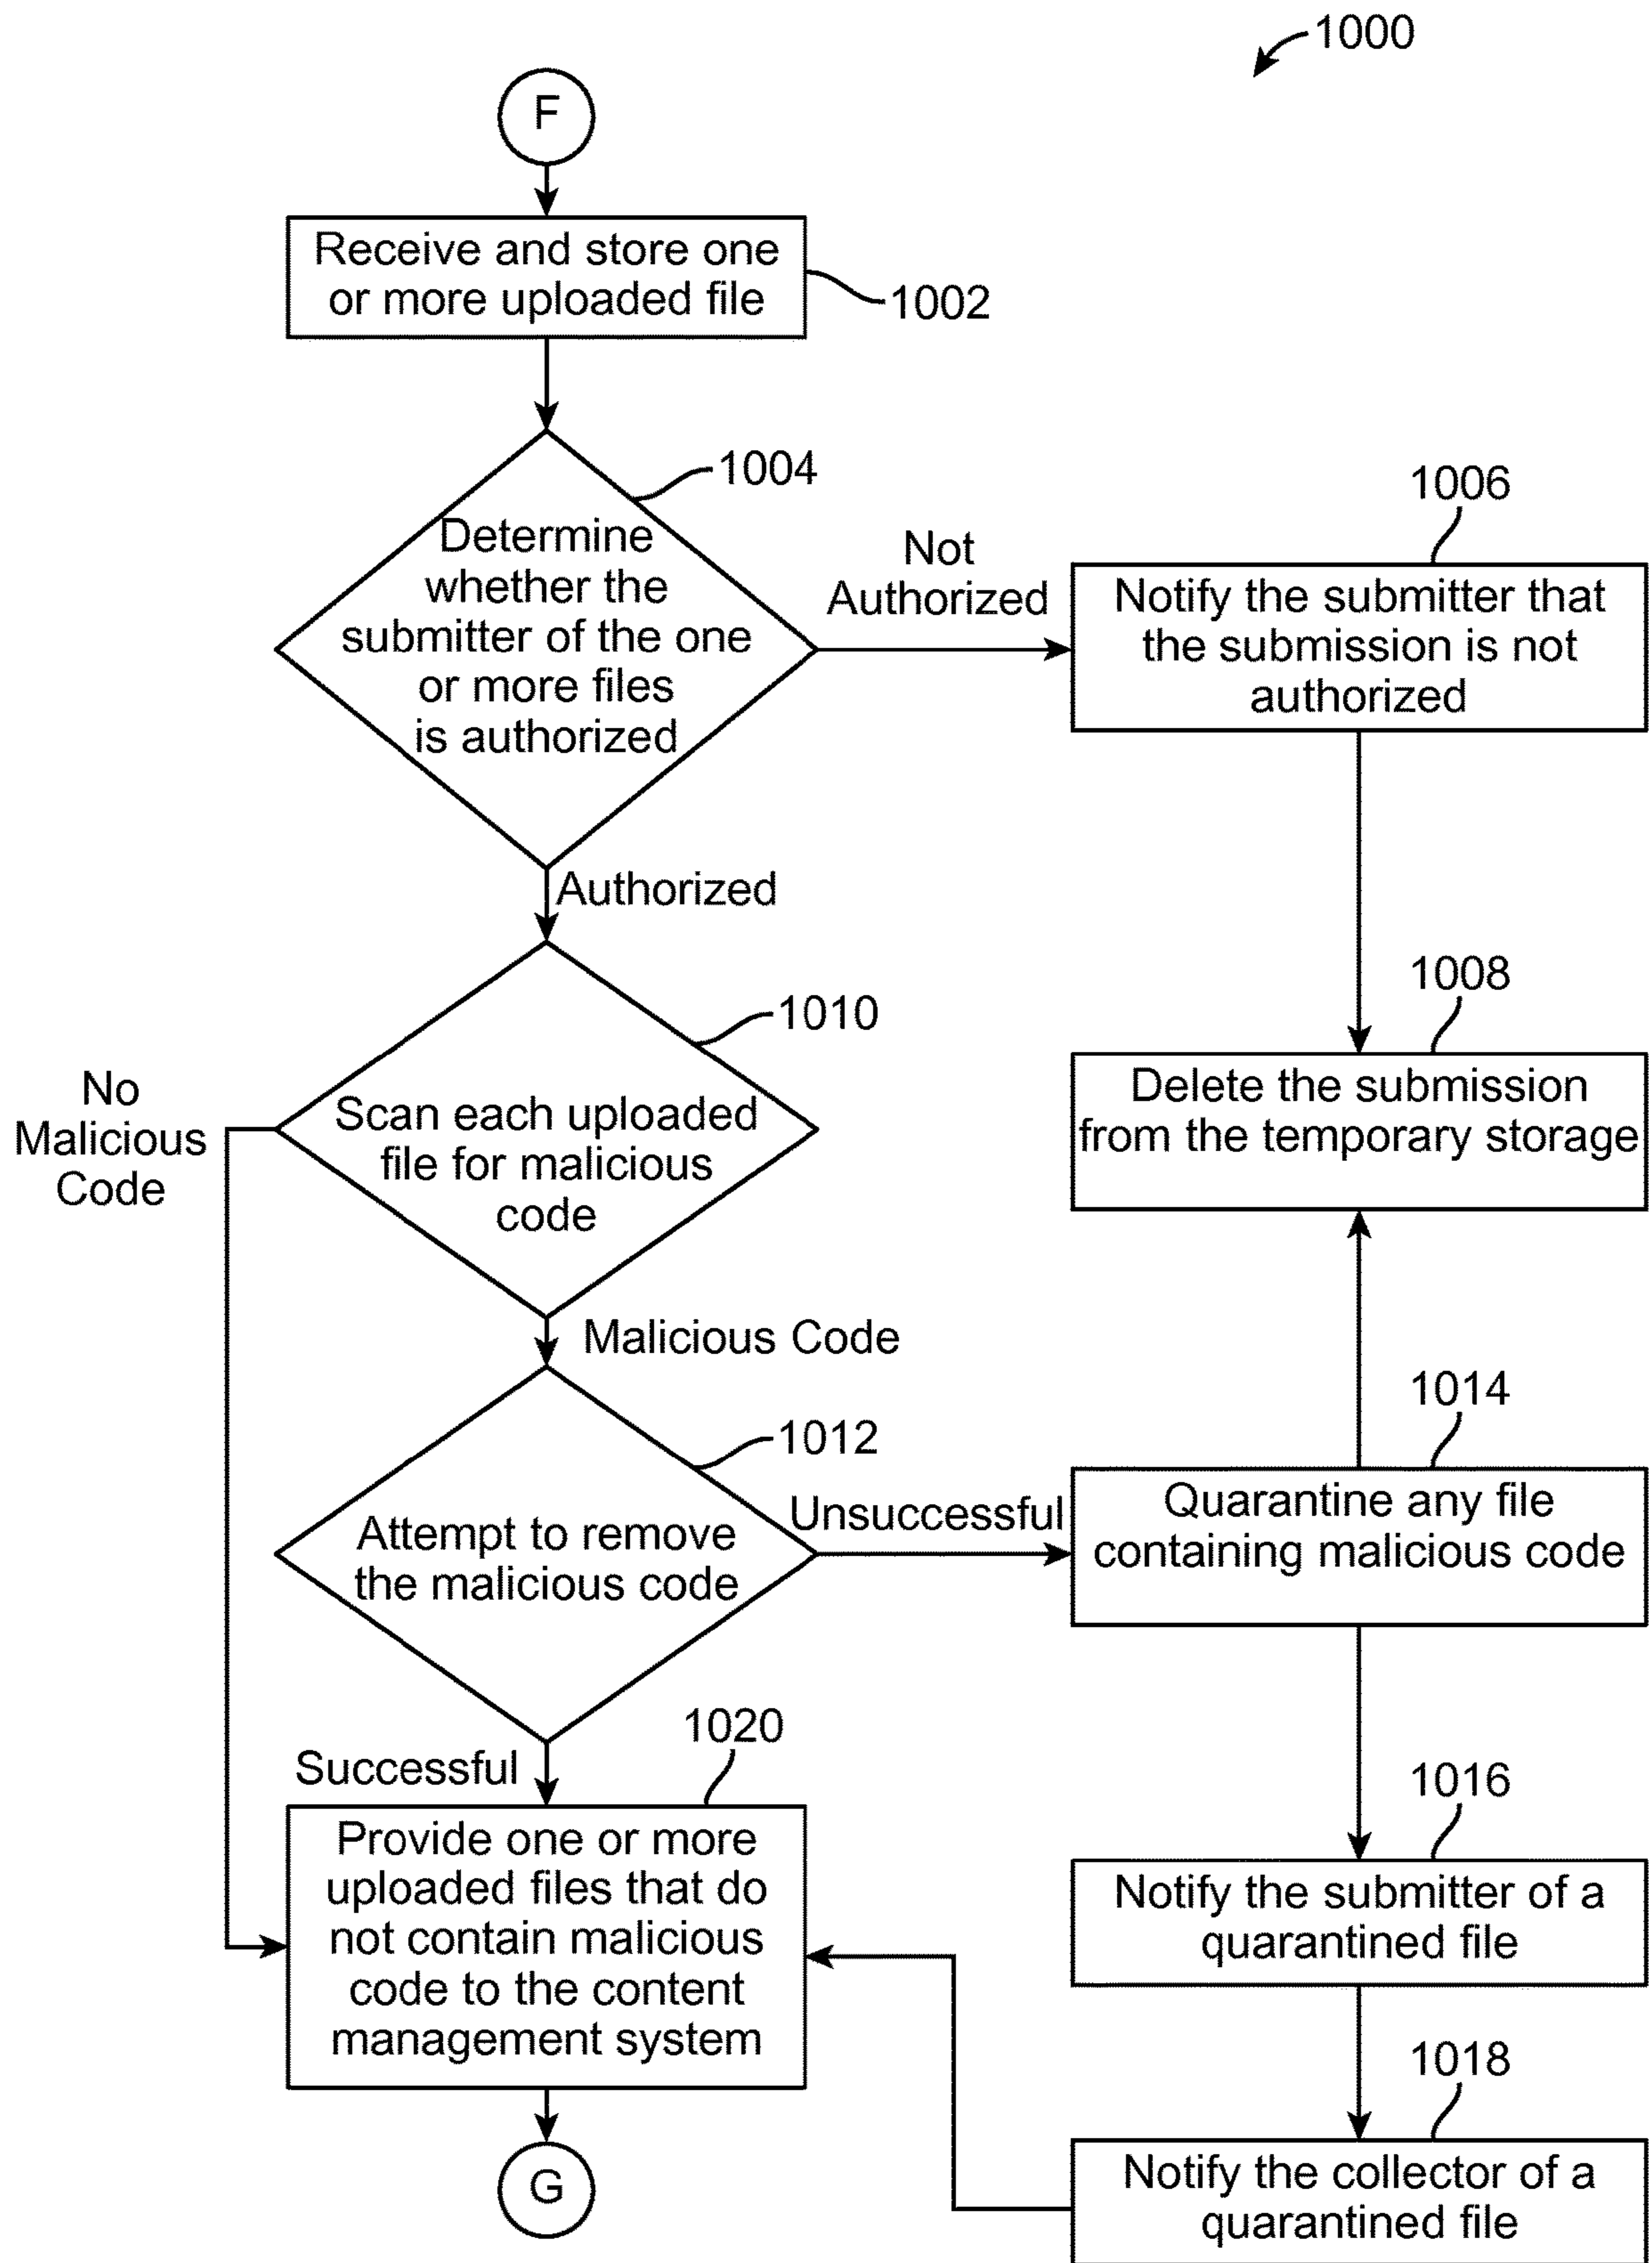 1000
F
Receive and store one
or more uploaded file
1002
1004
Determine
whether the
submitter of the one
or more files
is authorized
Not
Authorized
1006
Notify the submitter that
the submission is not
authorized
Authorized
1008
Delete the submission
from the temporary storage
1010
No
Malicious
Code
Scan each uploaded
file for malicious
code
Malicious Code
1012
Attempt to remove
the malicious code
Unsuccessful
1014
Quarantine any file
containing malicious code
Successful
1020
Provide one or more
uploaded files that do
not contain malicious
code to the content
management system
1016
Notify the submitter of a
quarantined file
1018
Notify the collector of a
quarantined file
G